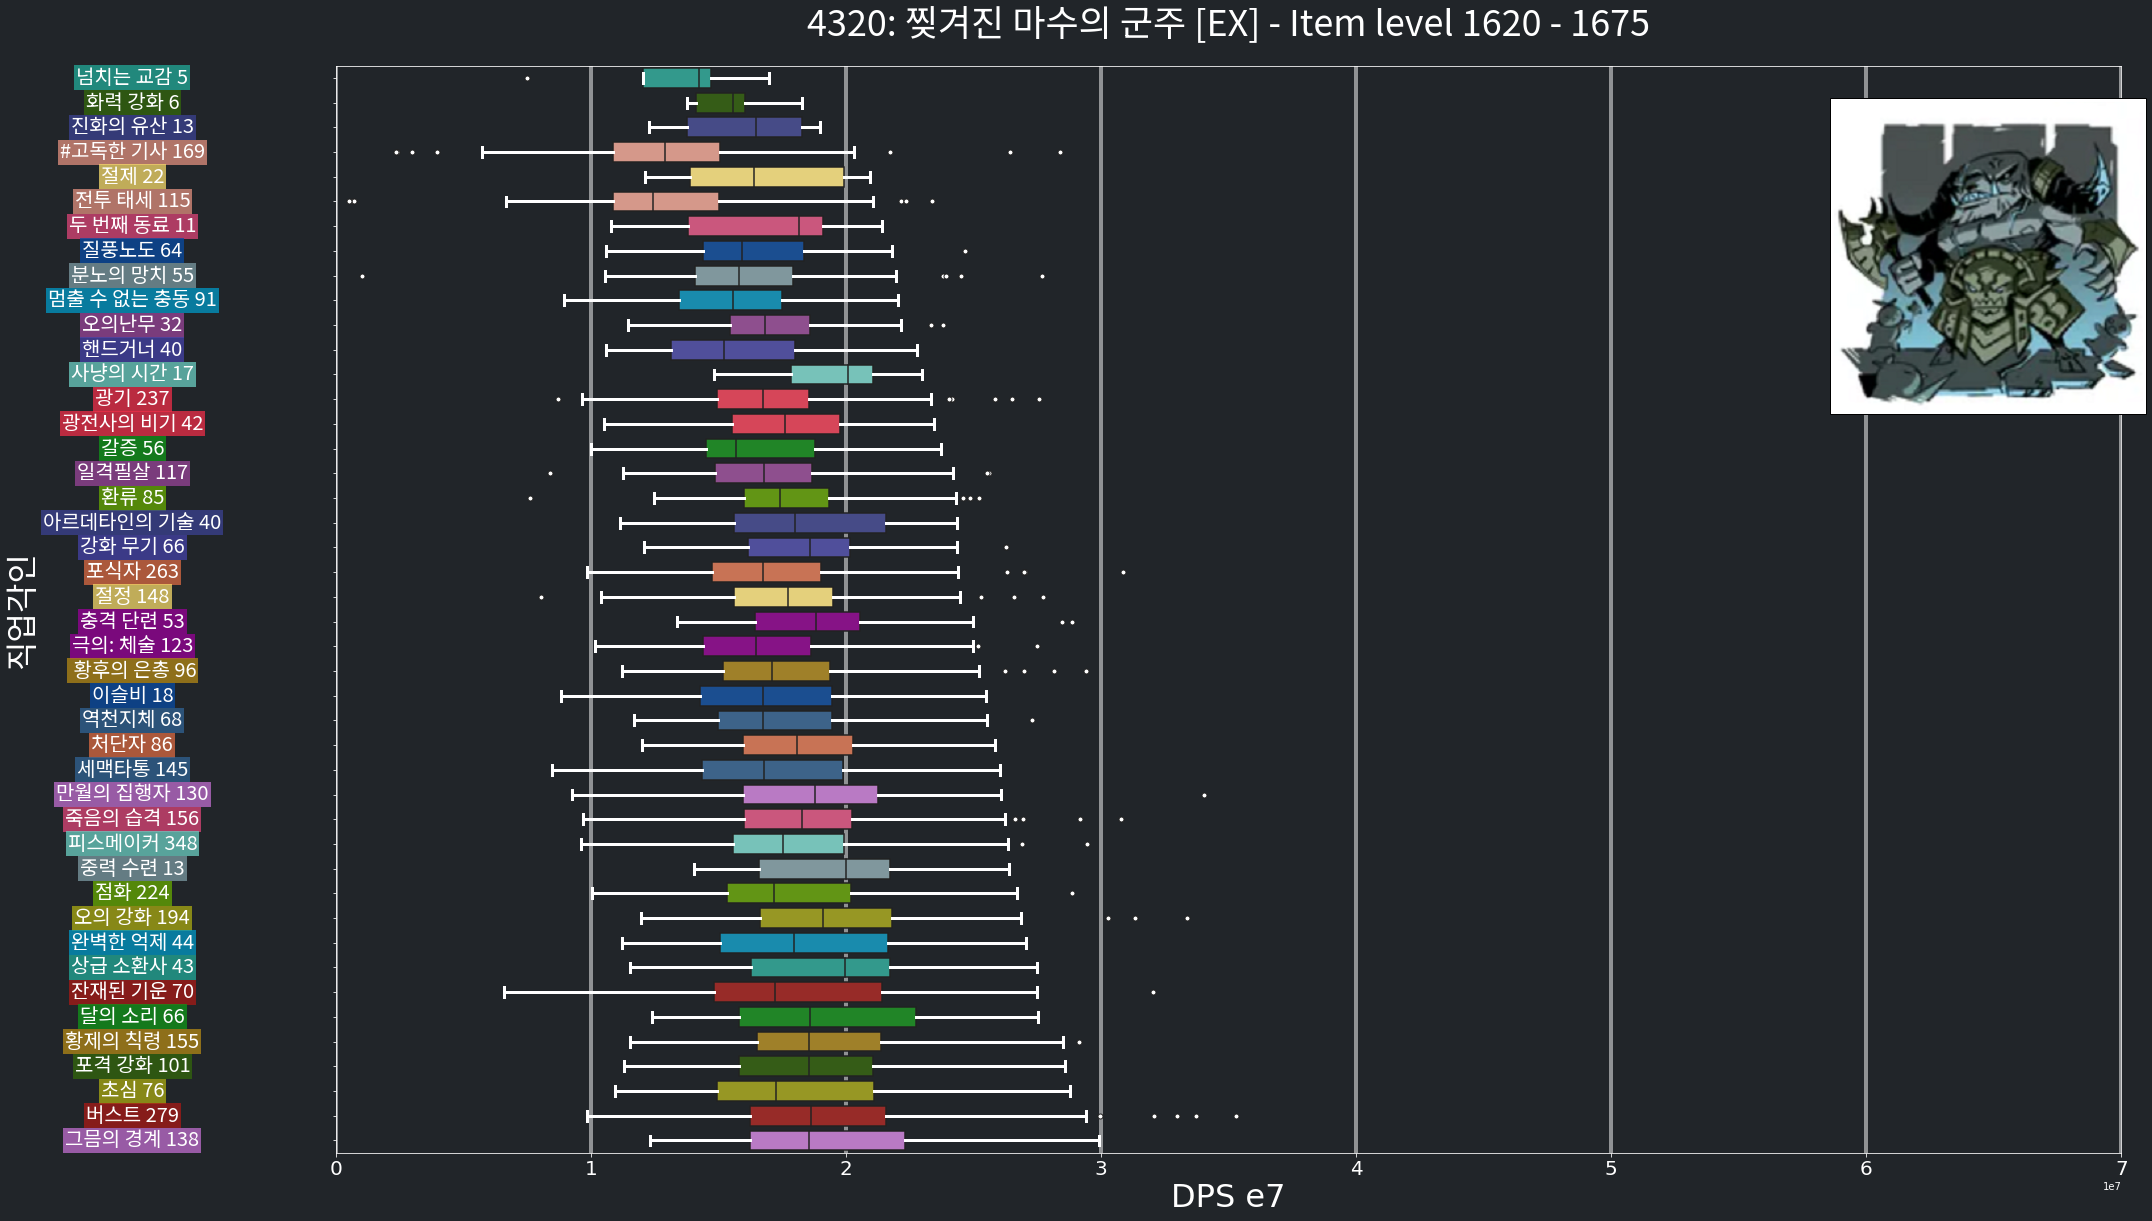 4320: 찢겨진 마수의 군주 [EX] - Item level 1620 - 1675
넘치는 교감 5
화력 강화 6
진화의 유산 13
#고독한 기사 169
절제 22
전투 태세 115
두 번째 동료 11
질풍노도 64
분노의 망치 55
멈출 수 없는 충동 91
오의난무 32
핸드거너 40
사냥의 시간 17
광기 237
광전사의 비기 42
갈증 56
일격필살 117
환류 85
아르데타인의 기술 40
강화 무기 66
포식자 263
절정 148
충격 단련 53
극의: 체술 123
황후의 은총 96
이슬비 18
역천지체 68
처단자 86
세맥타통 145
만월의 집행자 130
죽음의 습격 156
피스메이커 348
중력 수련 13
점화 224
오의 강화 194
완벽한 억제 44
상급 소환사 43
잔재된 기운 70
달의 소리 66
황제의 칙령 155
포격 강화 101
초심 76
버스트 279
그믐의 경계 138
직업각인
0 1 2 3 4 5 6 7
1e7
DPS e7